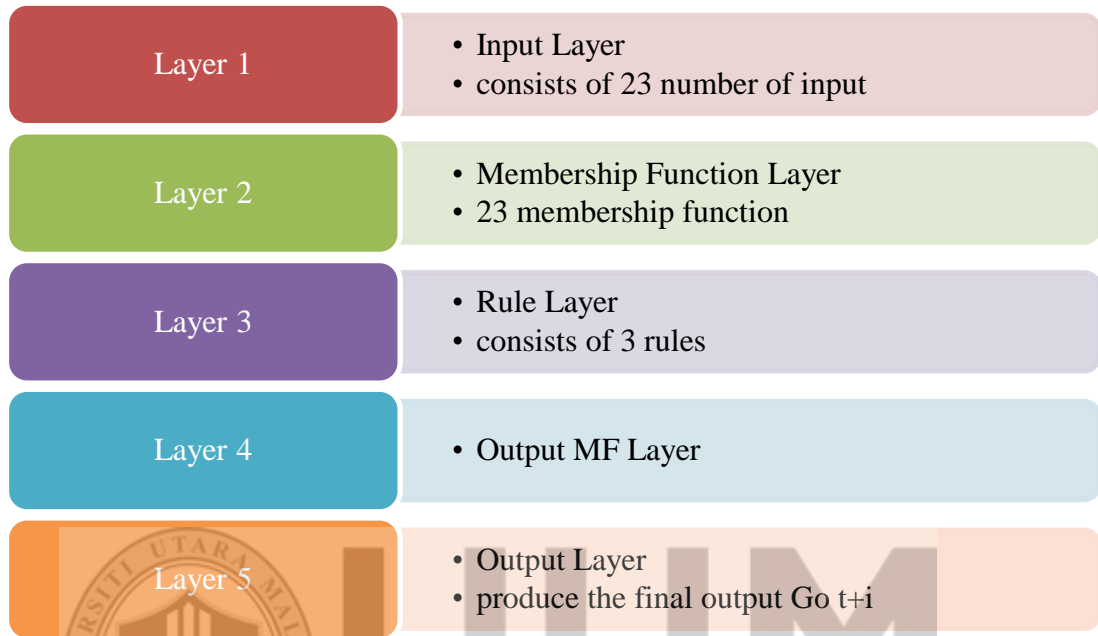 Layer 1
• Input Layer
• consists of 23 number of input
Layer 2
• Membership Function Layer
• 23 membership function
Layer 3
• Rule Layer
• consists of 3 rules
Layer 4
• Output MF Layer
Layer 5
• Output Layer
• produce the final output Go t+i
UTARA
UUM